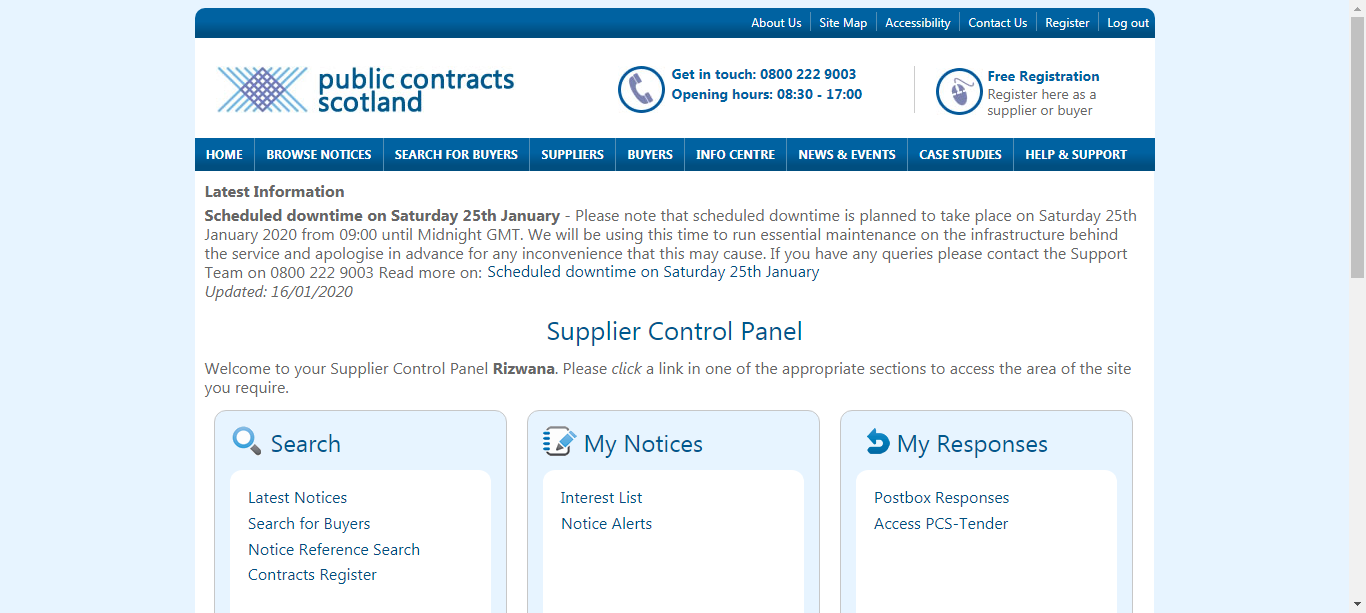 About Us Site Map Accessibility Contact Us Register Log out
public contracts
scotland
Get in touch: 0800 222 9003
Opening hours: 08:30 - 17:00
Free Registration
Register here as a
supplier or buyer
HOME BROWSE NOTICES SEARCH FOR BUYERS SUPPLIERS BUYERS INFO CENTRE NEWS & EVENTS CASE STUDIES HELP & SUPPORT
Latest Information
Scheduled downtime on Saturday 25th January - Please note that scheduled downtime is planned to take place on Saturday 25th
January 2020 from 09:00 until Midnight GMT. We will be using this time to run essential maintenance on the infrastructure behind
the service and apologise in advance for any inconvenience that this may cause. If you have any queries please contact the Support
Team on 0800 222 9003 Read more on: Scheduled downtime on Saturday 25th January
Updated: 16/01/2020
Supplier Control Panel
Welcome to your Supplier Control Panel Rizwana. Please click a link in one of the appropriate sections to access the area of the site
you require.
Search
Latest Notices
Search for Buyers
Notice Reference Search
Contracts Register
My Notices
Interest List
Notice Alerts
My Responses
Postbox Responses
Access PCS-Tender